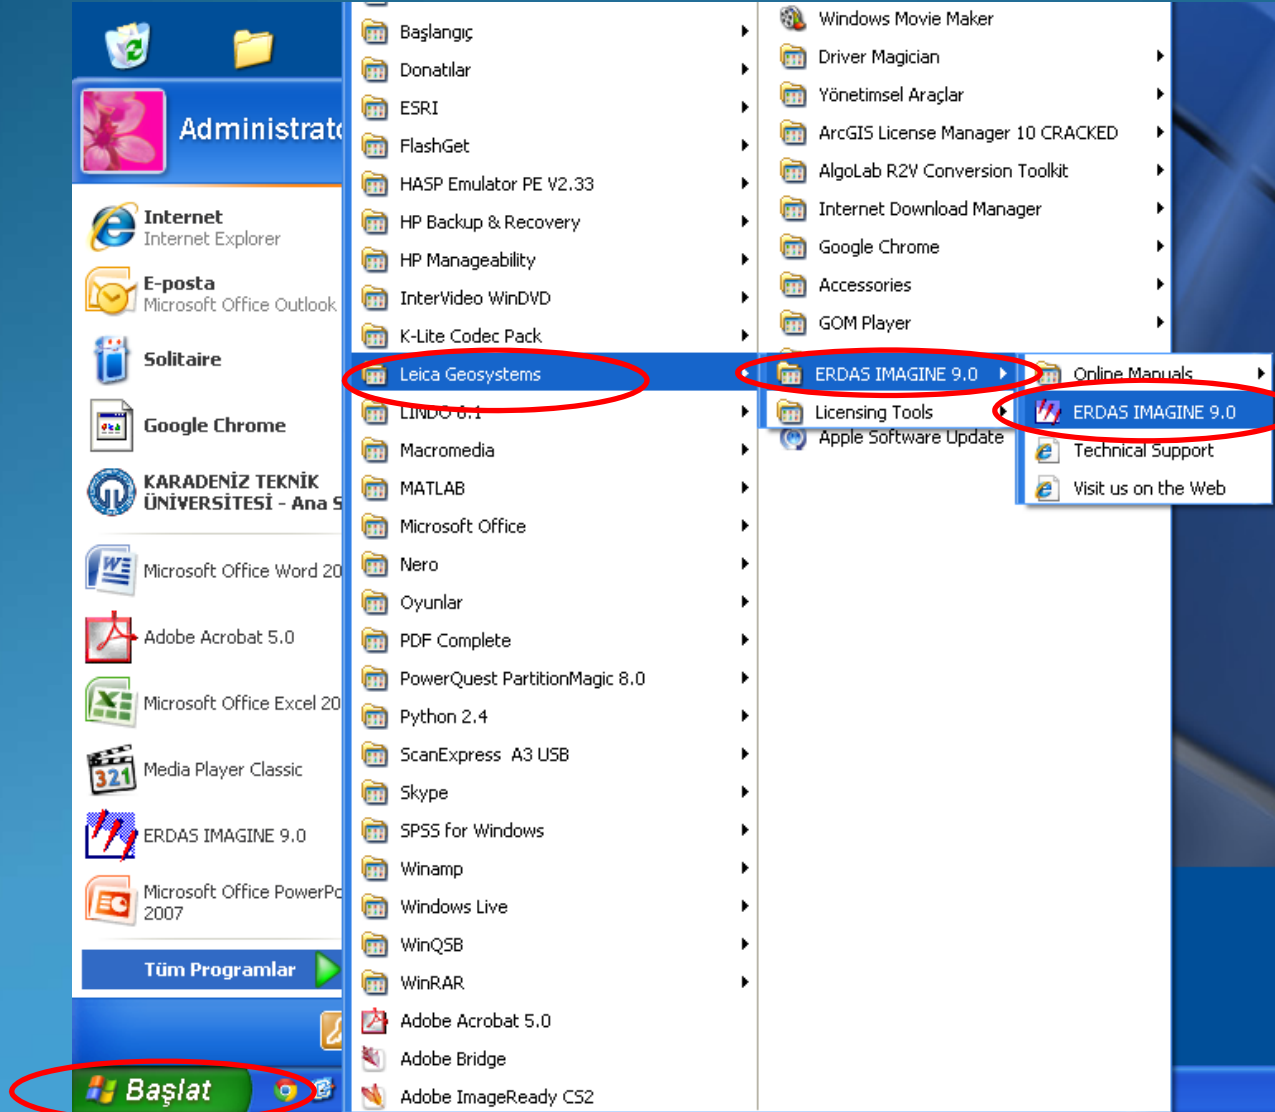 Administrato
Internet
Internet Explorer
E-posta
Microsoft Office Outlook
Solitaire
Google Chrome
KARADENİZ TEKNİK
ÜNİVERSİTESİ - Ana S
Microsoft Office Word 20
Adobe Acrobat 5.0
Microsoft Office Excel 20
Media Player Classic
ERDAS IMAGINE 9.0
Microsoft Office PowerPo
2007
Tüm Programlar
Başlat
Başlangıç
Donatılar
ESRI
FlashGet
HASP Emulator PE V2.33
HP Backup & Recovery
HP Manageability
InterVideo WinDVD
K-Lite Codec Pack
Leica Geosystems
LINDO 6.1
Macromedia
MATLAB
Microsoft Office
Nero
Oyunlar
PDF Complete
PowerQuest PartitionMagic 8.0
Python 2.4
ScanExpress A3 USB
Skype
SPSS for Windows
Winamp
Windows Live
WinQSB
WinRAR
Adobe Acrobat 5.0
Adobe Bridge
Adobe ImageReady CS2
Windows Movie Maker
Driver Magician
Yönetimsel Araçlar
ArcGIS License Manager 10 CRACKED
AlgoLab R2V Conversion Toolkit
Internet Download Manager
Google Chrome
Accessories
GOM Player
ERDAS IMAGINE 9.0
Licensing Tools
Apple Software Update
Online Manuals
ERDAS IMAGINE 9.0
Technical Support
Visit us on the Web